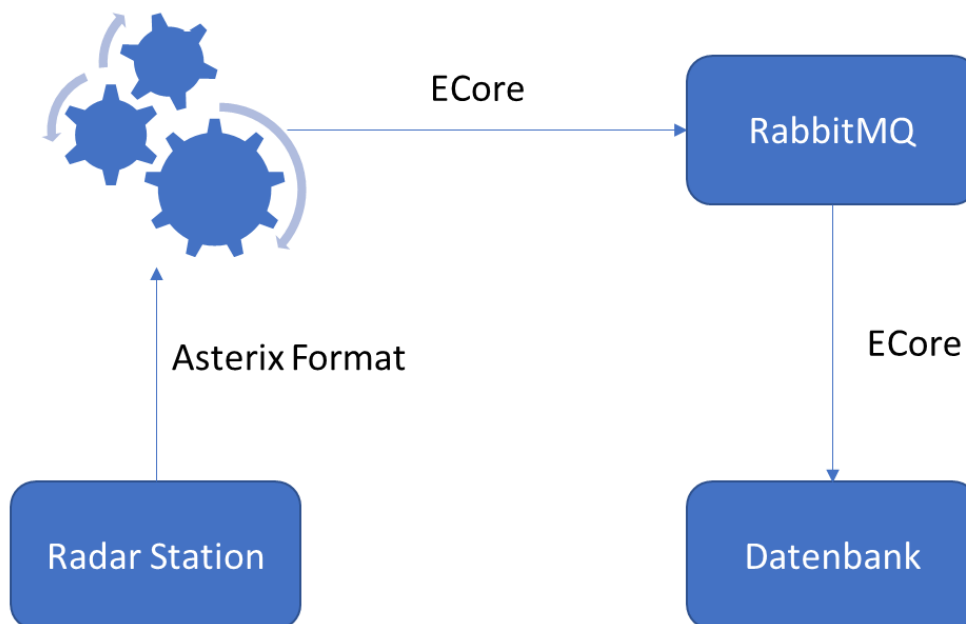 ECore
RabbitMQ
Asterix Format
ECore
Radar Station
Datenbank